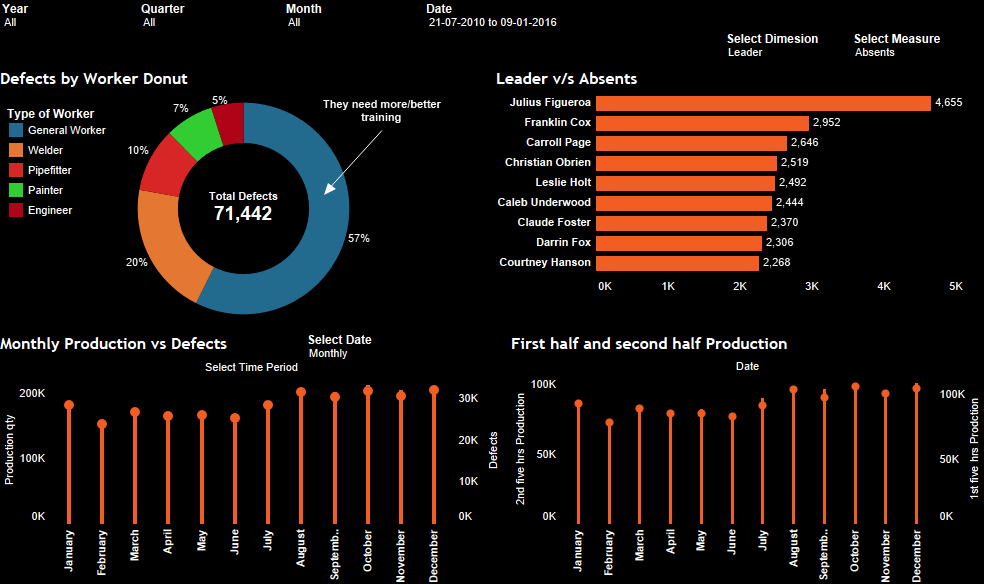 Year
All
Quarter
All
Month
All
Date
21-07-2010 to 09-01-2016
Select Dimesion
Leader
Select Measure
Absents
Defects by Worker Donut
Type of Worker
General Worker
Welder
Pipefitter
Painter
Engineer
5%
7%
10%
20%
57%
They need more/better
training
Total Defects
71,442
Leader v/s Absents
Julius Figueroa 4,655
Franklin Cox 2,952
Carroll Page 2,646
Christian Obrien 2,519
Leslie Holt 2,492
Caleb Underwood 2,444
Claude Foster 2,370
Darrin Fox 2,306
Courtney Hanson 2,268
0K 1K 2K 3K 4K 5K
Monthly Production vs Defects
Select Date
Monthly
Select Time Period
Production qty
200K
100K
0K
30K
20K
10K
0K
Defects
January February March April May June July August Septemb.. October November December
First half and second half Production
Date
2nd five hrs Production
100K
50K
0K
100K
50K
0K
1st five hrs Prodction
January February March April May June July August Septemb.. October November December